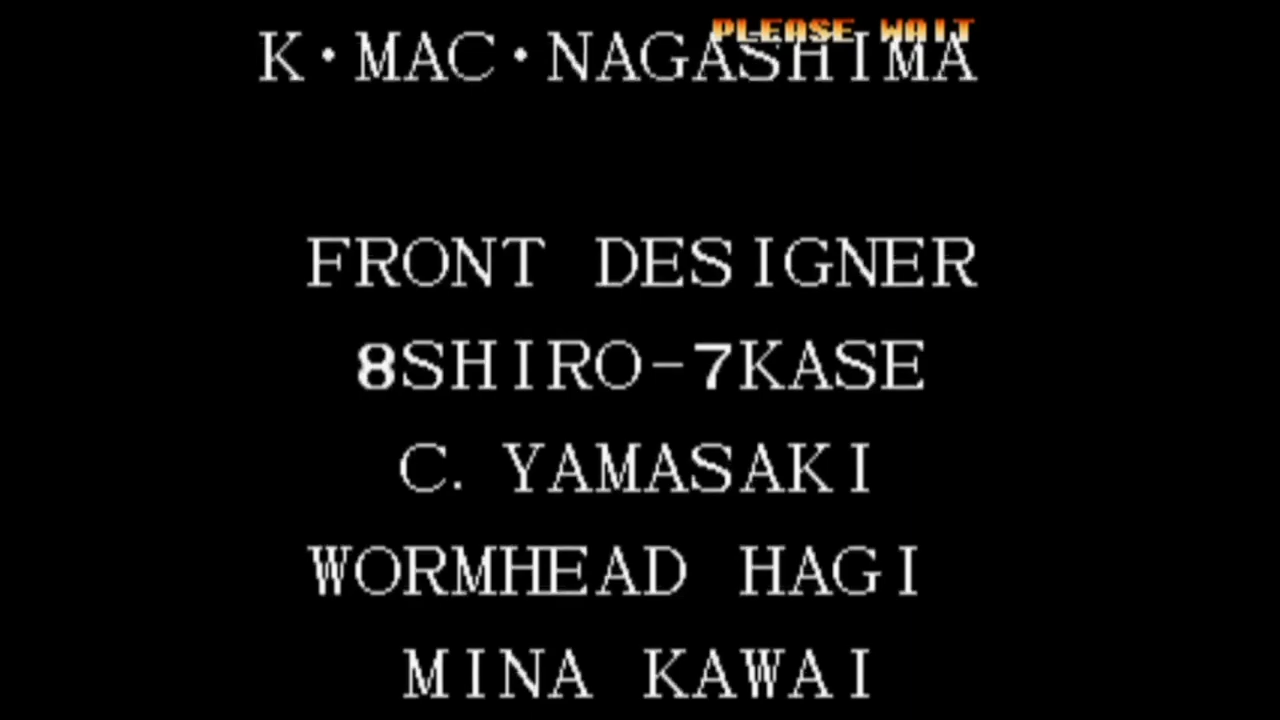 PLEASE WAIT
K·MAC·NAGASHIMA
FRONT DESIGNER
8SHIRO-7KASE
C. YAMASAKI
WORMHEAD HAGI
MINA KAWAI